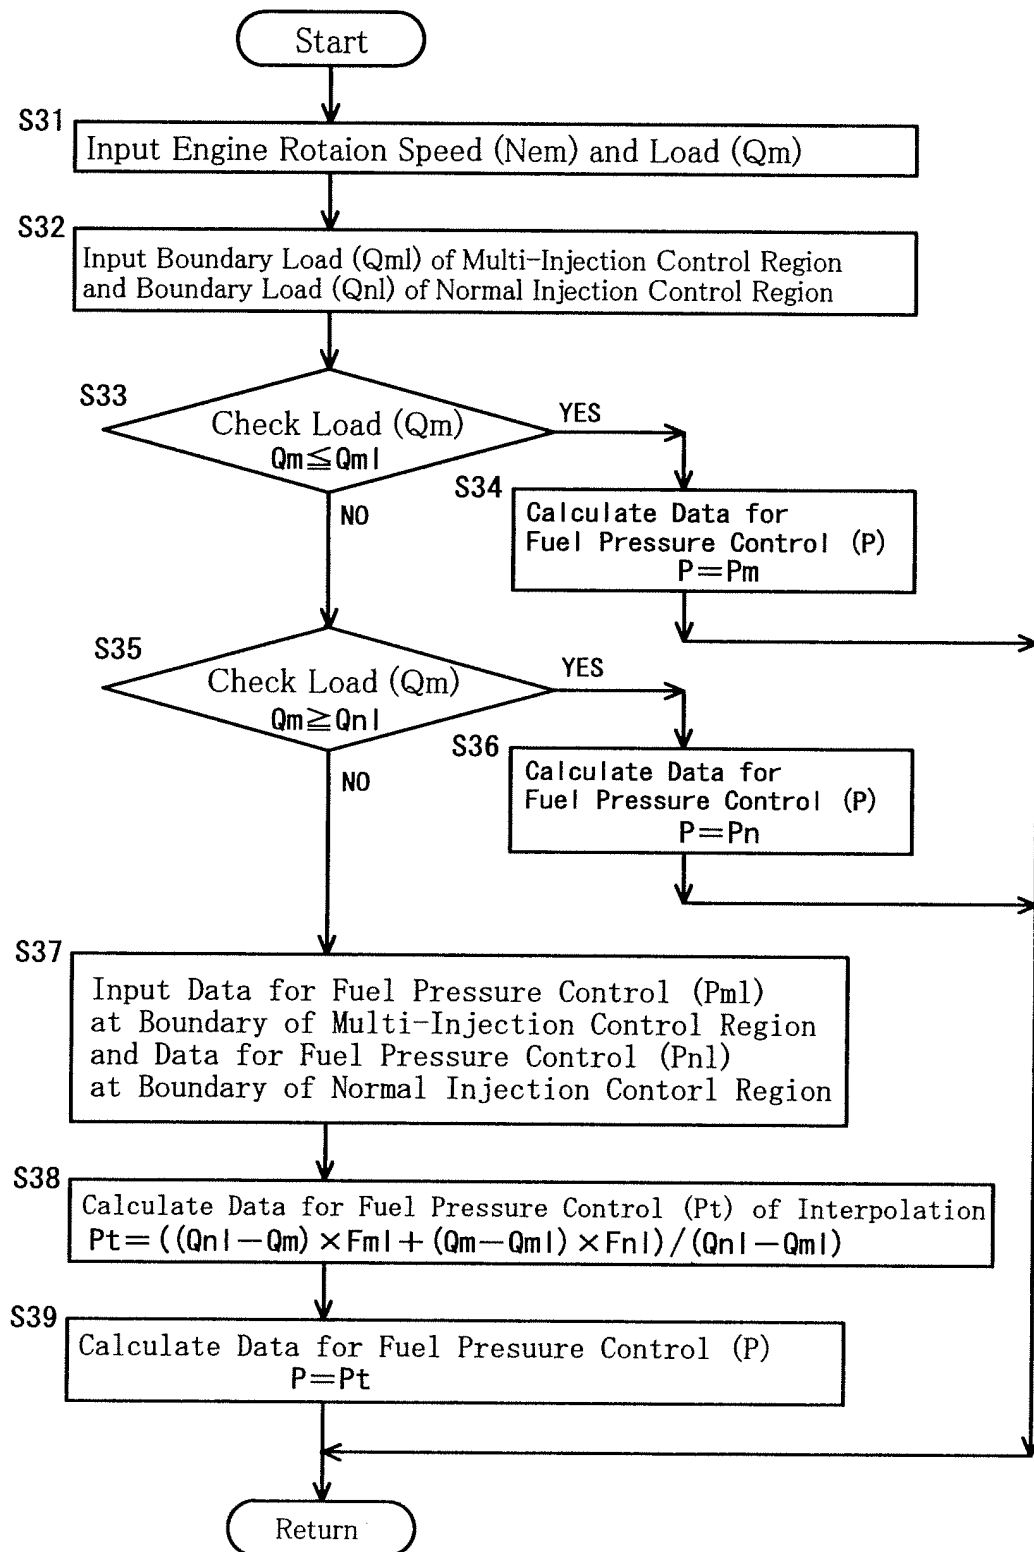 Start
S31
Input Engine Rotaion Speed (Nem) and Load (Qm)
S32
Input Boundary Load (Qml) of Multi-Injection Control Region
and Boundary Load (Qnl) of Normal Injection Control Region
S33
Check Load (Qm)
Qm≦Qml
YES
NO
S34
Calculate Data for
Fuel Pressure Control (P)
P=Pm
S35
Check Load (Qm)
Qm≧Qnl
YES
NO
S36
Calculate Data for
Fuel Pressure Control (P)
P=Pn
S37
Input Data for Fuel Pressure Control (Pml)
at Boundary of Multi-Injection Control Region
and Data for Fuel Pressure Control (Pnl)
at Boundary of Normal Injection Contorl Region
S38
Calculate Data for Fuel Pressure Control (Pt) of Interpolation
Pt=((Qnl-Qm)×Fml+(Qm-Qml)×Fnl)/(Qnl-Qml)
S39
Calculate Data for Fuel Presuure Control (P)
P=Pt
Return